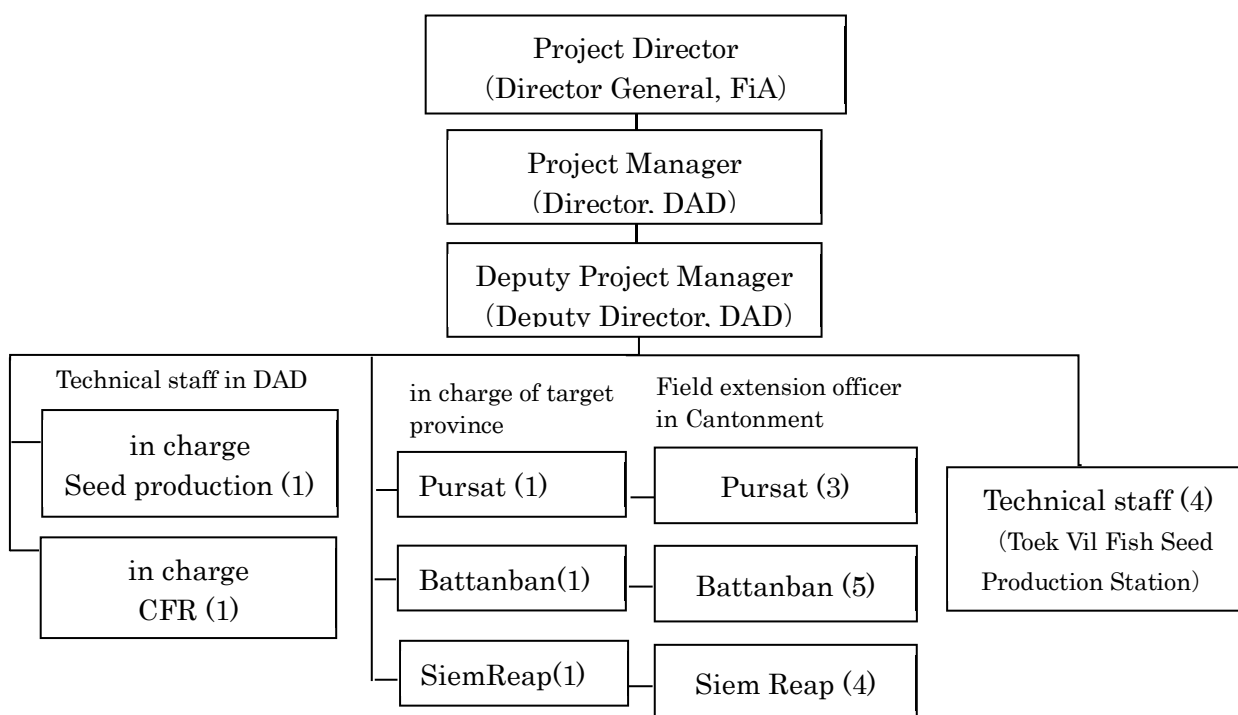 Project Director
(Director General, FiA)
Project Manager
(Director, DAD)
Deputy Project Manager
(Deputy Director, DAD)
Technical staff in DAD
in charge
Seed production (1)
in charge
CFR (1)
in charge of target
province
Field extension officer
in Cantonment
Pursat (1)
Pursat (3)
Battanban(1)
Battanban (5)
SiemReap(1)
Siem Reap (4)
Technical staff (4)
(Toek Vil Fish Seed
Production Station)